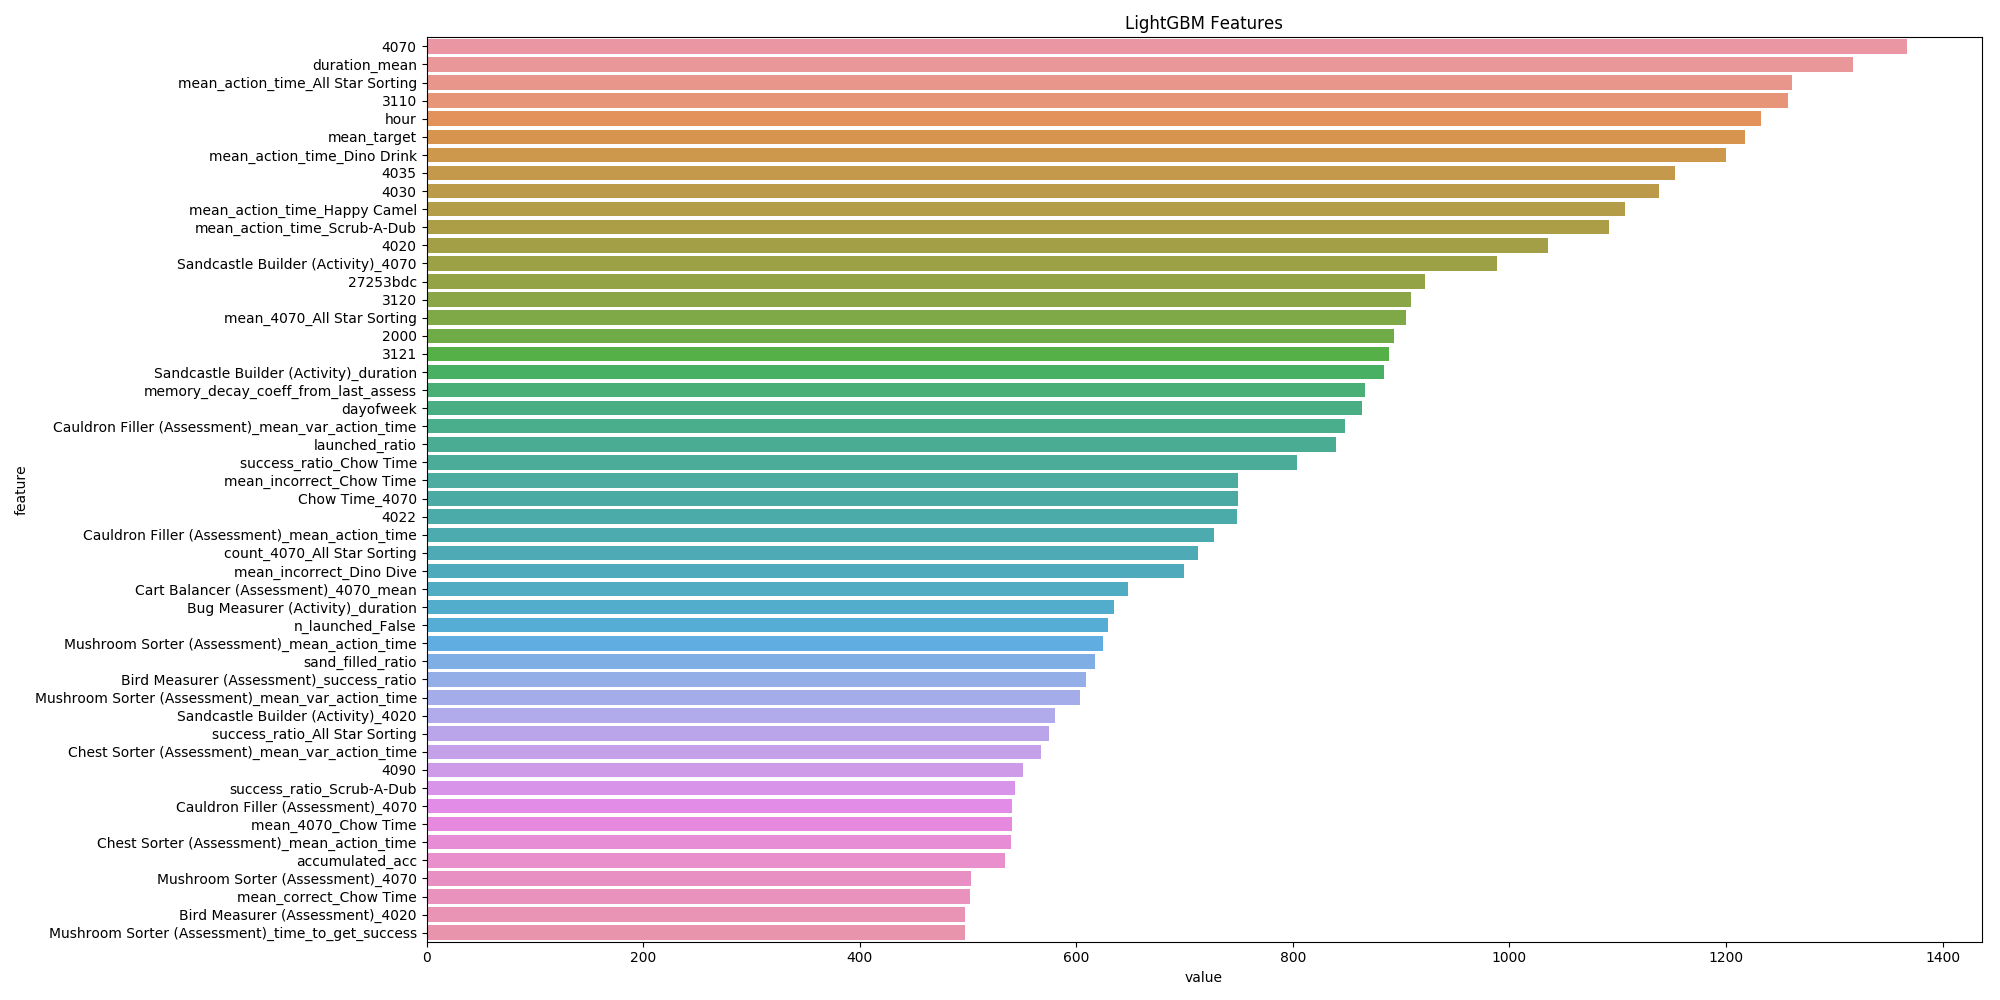 LightGBM Features
4070
duration_mean
mean_action_time_All Star Sorting
3110
hour
mean_target
mean_action_time_Dino Drink
4035
4030
mean_action_time_Happy Camel
mean_action_time_Scrub-A-Dub
4020
Sandcastle Builder (Activity)_4070
27253bdc
3120
mean_4070_All Star Sorting
2000
3121
Sandcastle Builder (Activity)_duration
memory_decay_coeff_from_last_assess
dayofweek
Cauldron Filler (Assessment)_mean_var_action_time
launched_ratio
success_ratio_Chow Time
mean_incorrect_Chow Time
Chow Time_4070
4022
Cauldron Filler (Assessment)_mean_action_time
count_4070_All Star Sorting
mean_incorrect_Dino Dive
Cart Balancer (Assessment)_4070_mean
Bug Measurer (Activity)_duration
n_launched_False
Mushroom Sorter (Assessment)_mean_action_time
sand_filled_ratio
Bird Measurer (Assessment)_success_ratio
Mushroom Sorter (Assessment)_mean_var_action_time
Sandcastle Builder (Activity)_4020
success_ratio_All Star Sorting
Chest Sorter (Assessment)_mean_var_action_time
4090
success_ratio_Scrub-A-Dub
Cauldron Filler (Assessment)_4070
mean_4070_Chow Time
Chest Sorter (Assessment)_mean_action_time
accumulated_acc
Mushroom Sorter (Assessment)_4070
mean_correct_Chow Time
Bird Measurer (Assessment)_4020
Mushroom Sorter (Assessment)_time_to_get_success
feature
0 200 400 600 800 1000 1200 1400
value